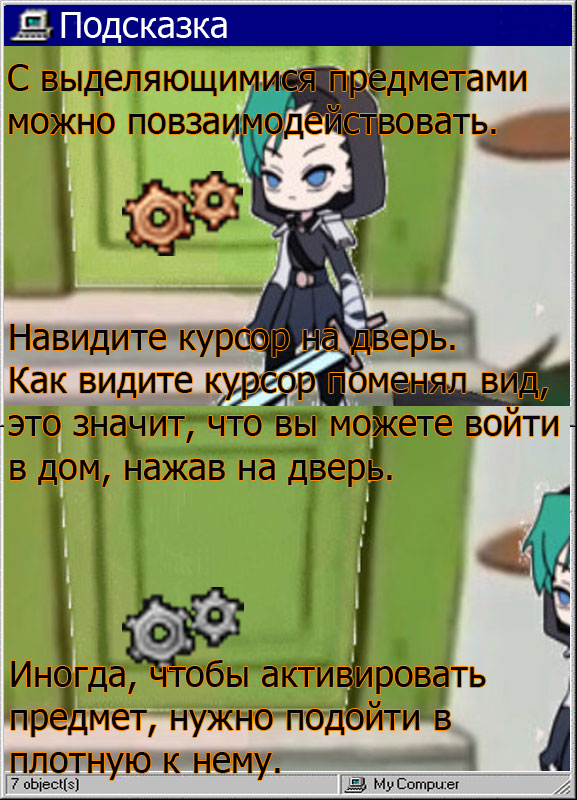 Подсказка
С выделяющимися предметами
можно повзаимодействовать.
Навидите курсор на дверь.
Как видите курсор поменял вид,
это значит, что вы можете войти
в дом, нажав на дверь.
Иногда, чтобы активировать
предмет, нужно подойти в
плотную к нему.
7 object(s)
My Computer